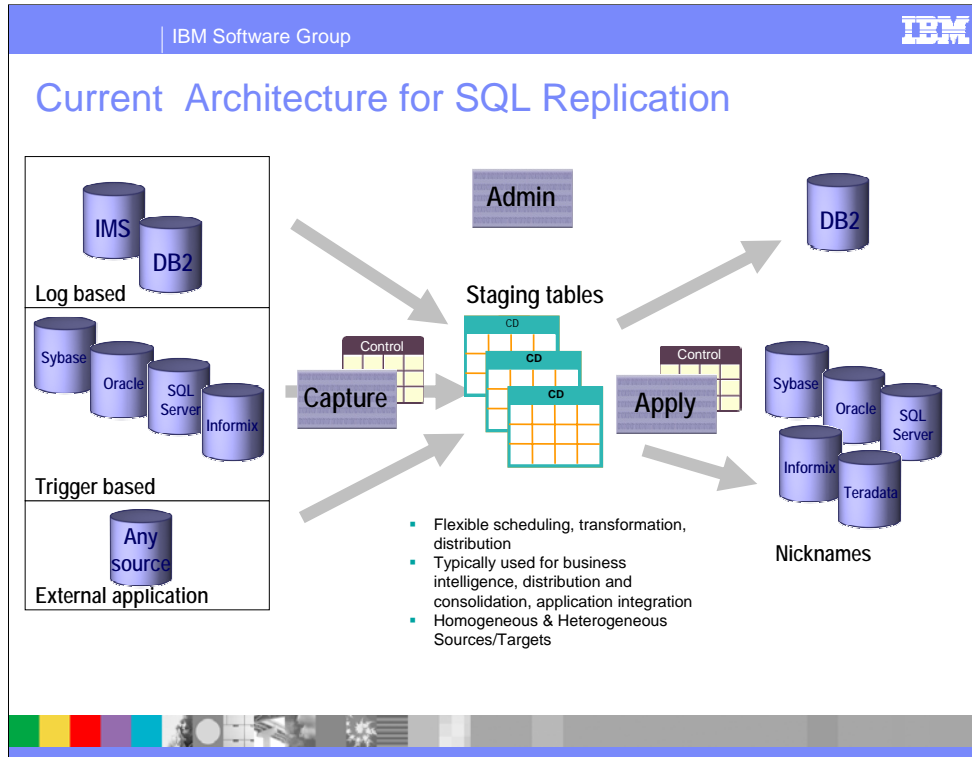 IBM Software Group
IBM
Current Architecture for SQL Replication
IMS
DB2
Log based
Sybase
Oracle
SQL
Server
Informix
Trigger based
Any
source
External application
Control
Capture
Admin
Staging tables
CD
CD
CD
Control
Apply
DB2
Sybase
Oracle
SQL
Server
Informix
Teradata
Nicknames
Flexible scheduling, transformation,
distribution
Typically used for business
intelligence, distribution and
consolidation, application integration
Homogeneous & Heterogeneous
Sources/Targets